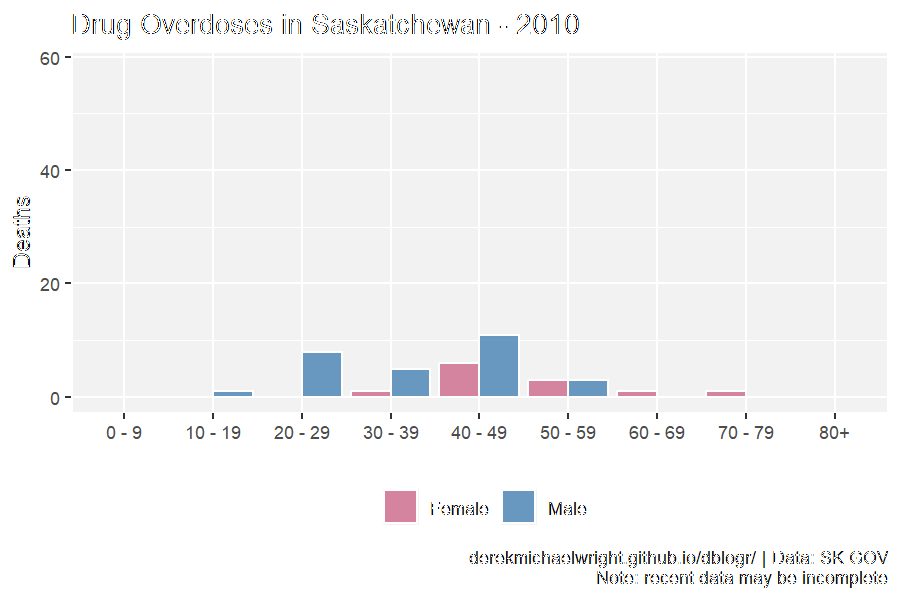 Drug Overdoses in Saskatchewan - 2010
60
40
20
0
Deaths
0 - 9
10 - 19
20 - 29
30 - 39
40 - 49
50 - 59
60 - 69
70 - 79
80+
Female
Male
derekmichaelwright.github.io/dblogr/ | Data: SK GOV
Note: recent data may be incomplete